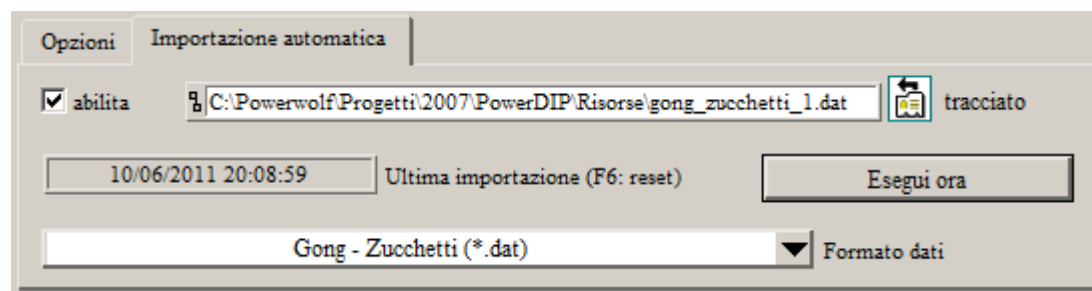 Opzioni Importazione automatica
abilita C:\Powerwolf\Progetti\2007\PowerDIP\Risorse\gong_zucchetti_1.dat tracciato
10/06/2011 20:08:59 Ultima importazione (F6: reset) Esegui ora
Gong - Zucchetti (*.dat) Formato dati